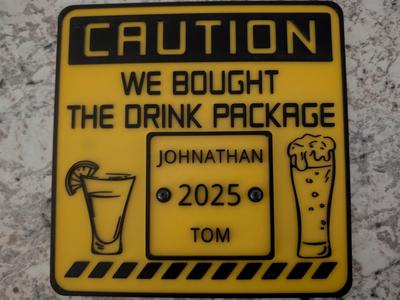 CAUTION
WE BOUGHT
THE DRINK PACKAGE
JOHNATHAN
2025
TOM